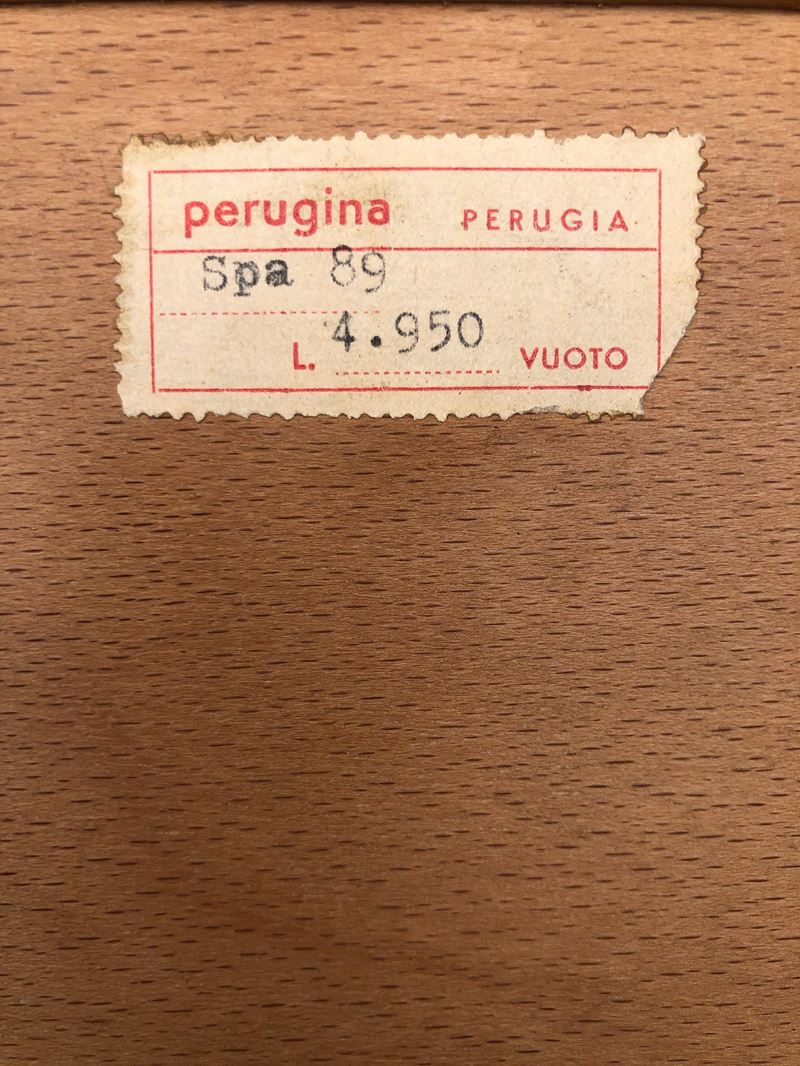 perugina PERUGIA
Spa 89
L. 4.950 VUOTO